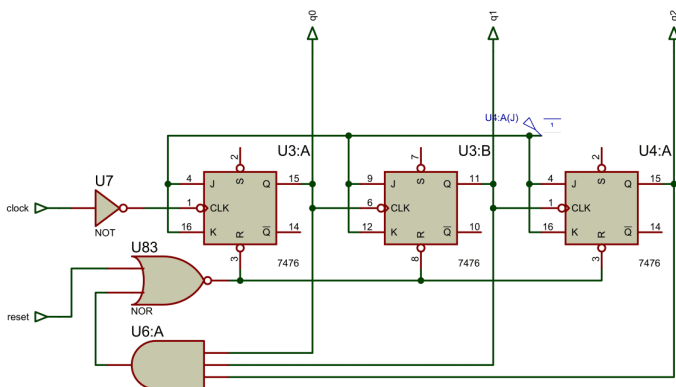 q0 q1 q2
U4:A(J) 1
U3:A U3:B U4:A
2 7 2
U7
4 J S Q 15 9 J S Q 11 4 J S Q 15
clock 1 CLK 6 CLK 1 CLK
NOT 16 K R Q 14 12 K R Q 10 16 K R Q 14
U83
3 7476 8 7476 3 7476
reset
NOR
U6:A